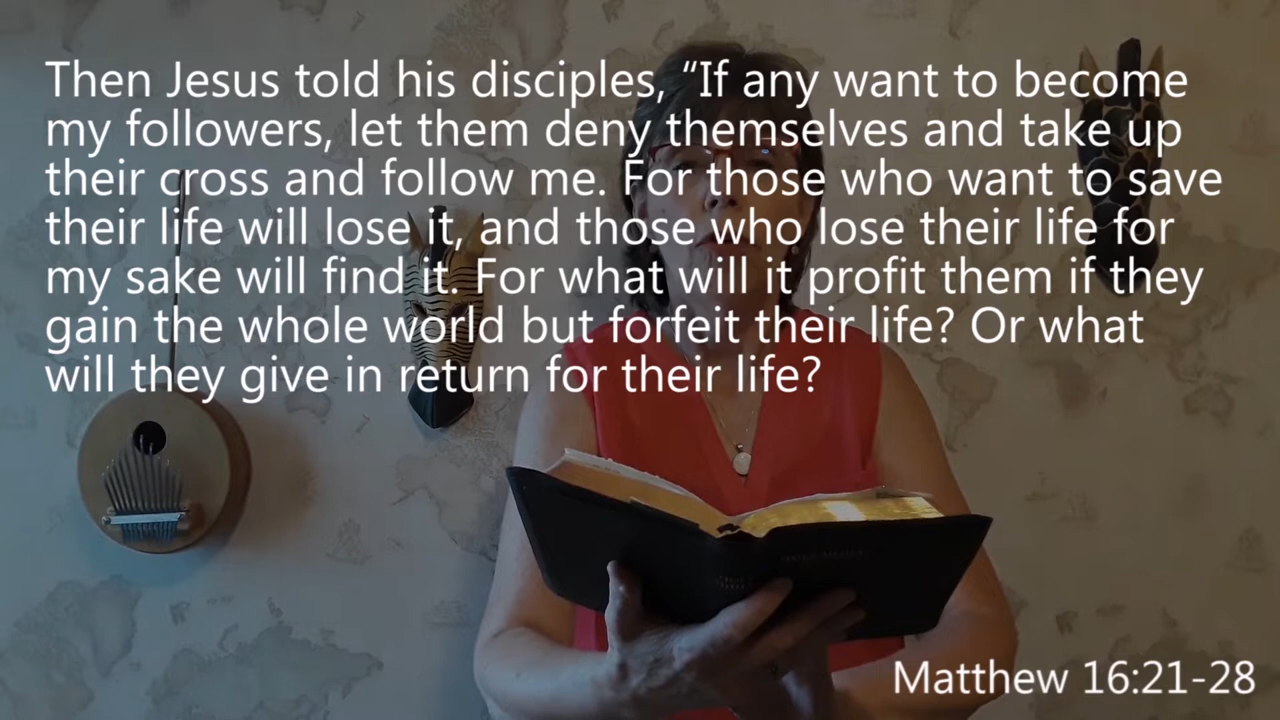 Then Jesus told his disciples, “If any want to become
my followers, let them deny themselves and take up
their cross and follow me. For those who want to save
their life will lose it, and those who lose their life for
my sake will find it. For what will it profit them if they
gain the whole world but forfeit their life? Or what
will they give in return for their life?
Matthew 16:21-28